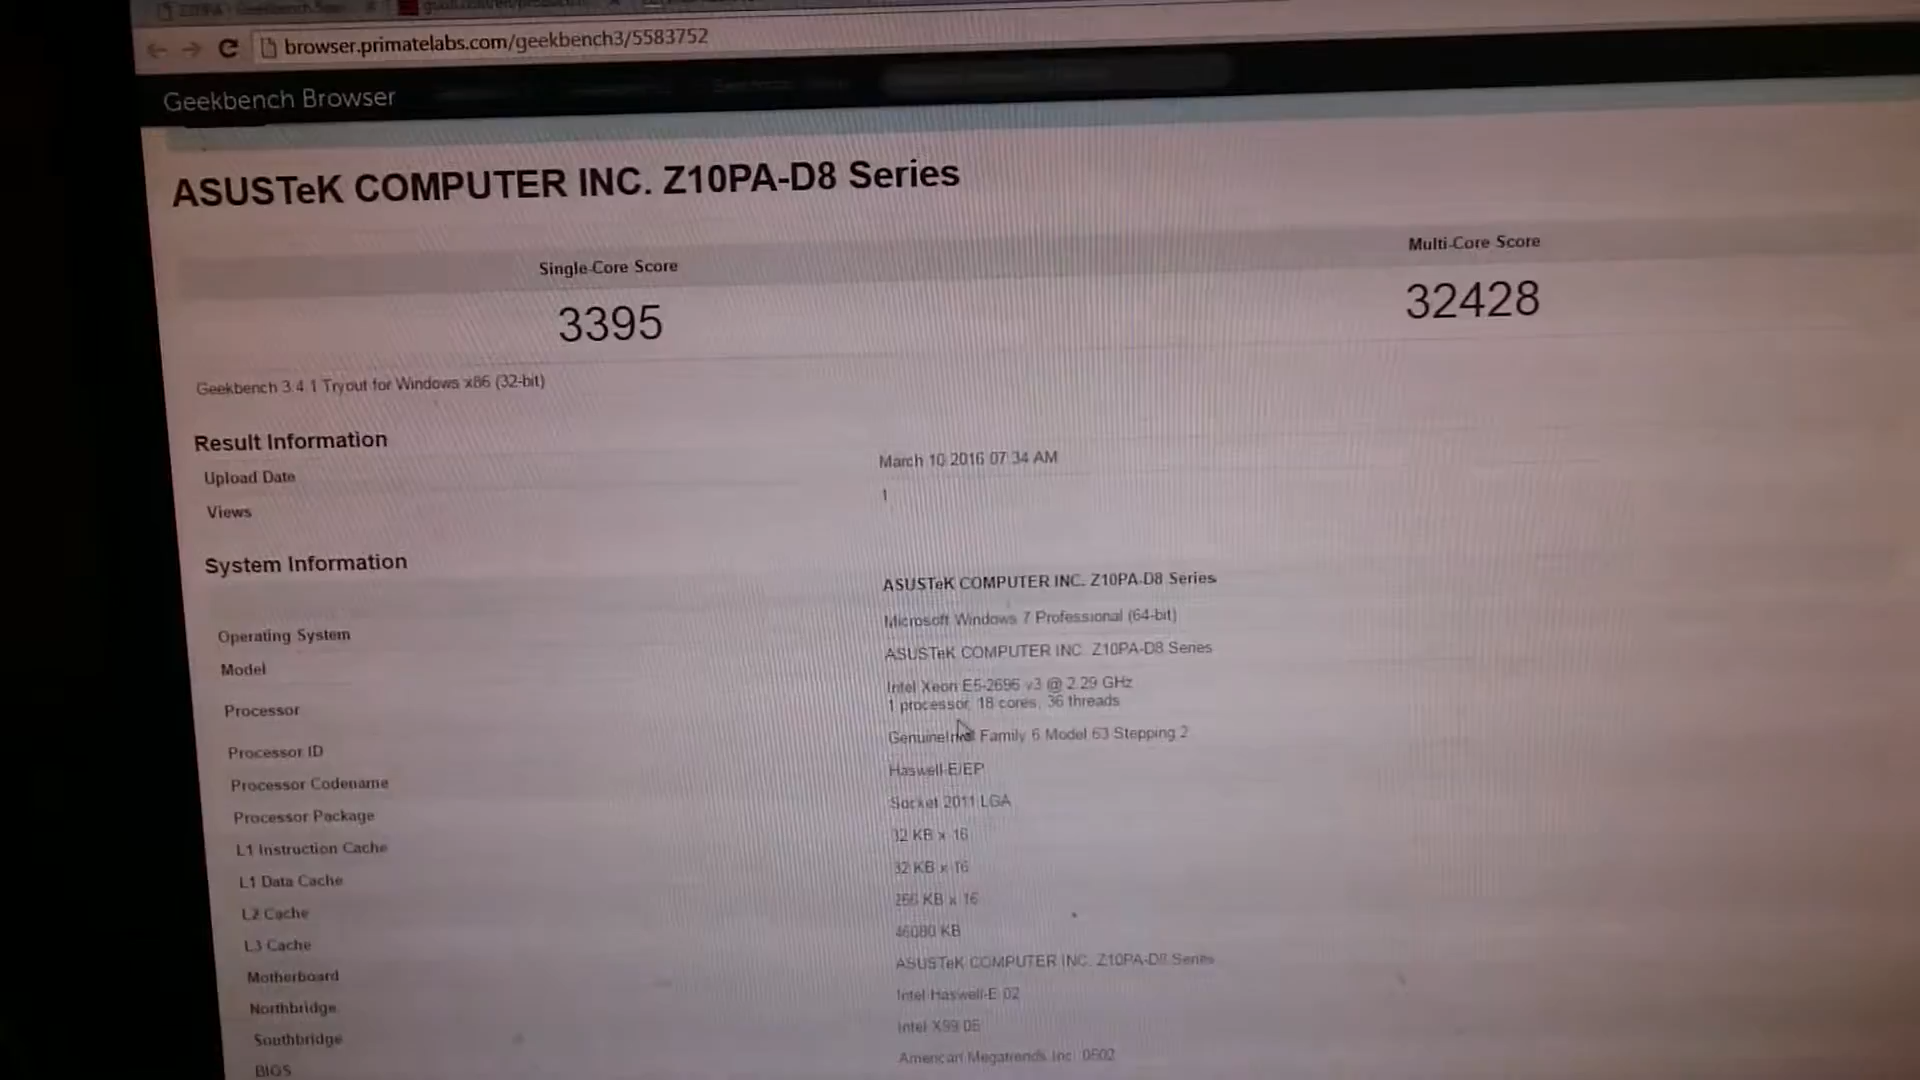 browser.primatelabs.com/geekbench3/5583752
Geekbench Browser
ASUSTeK COMPUTER INC. Z10PA-D8 Series
Single-Core Score
Multi-Core Score
3395
32428
Geekbench 3.4.1 Tryout for Windows x86 (32-bit)
Result Information
Upload Date
March 10 2016 07:34 AM
Views
1
System Information
ASUSTeK COMPUTER INC. Z10PA-D8 Series
Operating System
Microsoft Windows 7 Professional (64-bit)
Model
ASUSTeK COMPUTER INC. Z10PA-D8 Series
Processor
Intel Xeon E5-2696 v3 @ 2.29 GHz
1 processor, 18 cores, 36 threads
Processor ID
GenuineIntel Family 6 Model 63 Stepping 2
Processor Codename
Haswell-E/EP
Processor Package
Socket 2011 LGA
L1 Instruction Cache
32 KB x 16
L1 Data Cache
32 KB x 16
L2 Cache
256 KB x 16
L3 Cache
46080 KB
Motherboard
ASUSTeK COMPUTER INC. Z10PA-D8 Series
Northbridge
Intel Haswell-E 02
Southbridge
Intel X99 05
BIOS
American Megatrends Inc. 0602